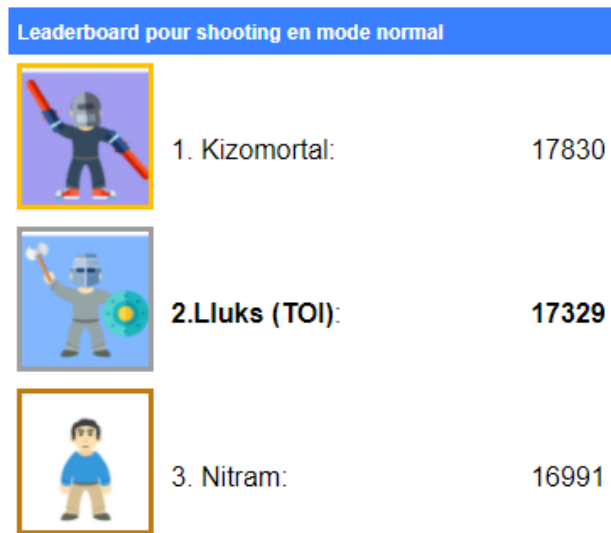 Leaderboard pour shooting en mode normal
1. Kizomortal: 17830
2.Lluks (TOI): 17329
3. Nitram: 16991